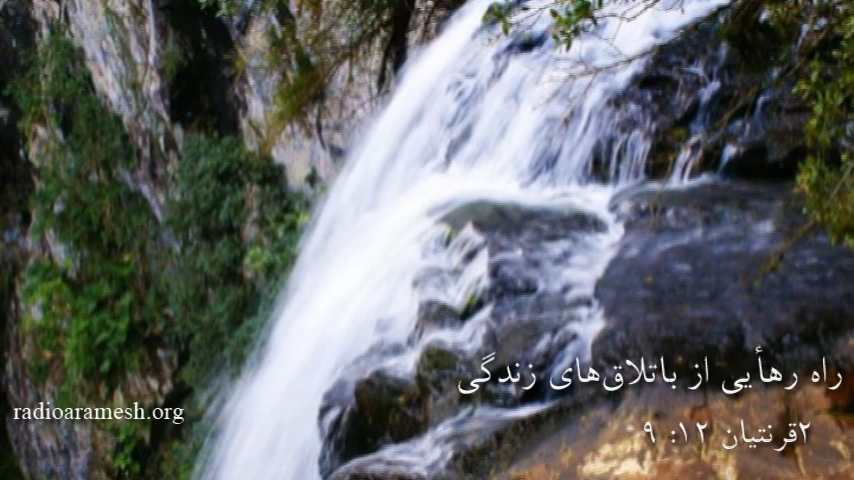 راه رهأیی از باتلاق‌های زندگی
radioaramesh.org
۲قرنتیان ۱۲: ۹